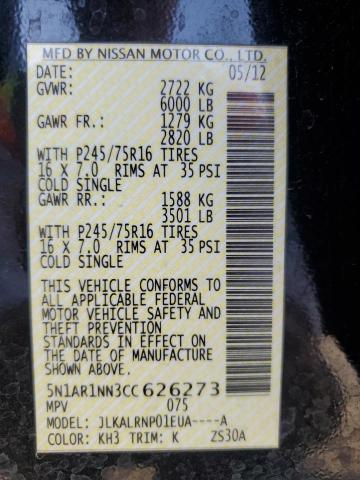 MFD BY NISSAN MOTOR CO., LTD.
DATE: 05/12
GVWR: 2722 KG
6000 LB
GAWR FR.: 1279 KG
2820 LB
WITH P245/75R16 TIRES
16 X 7.0 RIMS AT 35 PSI
COLD SINGLE
GAWR RR.: 1588 KG
3501 LB
WITH P245/75R16 TIRES
16 X 7.0 RIMS AT 35 PSI
COLD SINGLE
THIS VEHICLE CONFORMS TO
ALL APPLICABLE FEDERAL
MOTOR VEHICLE SAFETY AND
THEFT PREVENTION
STANDARDS IN EFFECT ON
THE DATE OF MANUFACTURE
SHOWN ABOVE.
5N1AR1NN3CC626273
MPV 075
MODEL: JLKALRNP01EUA----A
COLOR: KH3 TRIM: K ZS30A